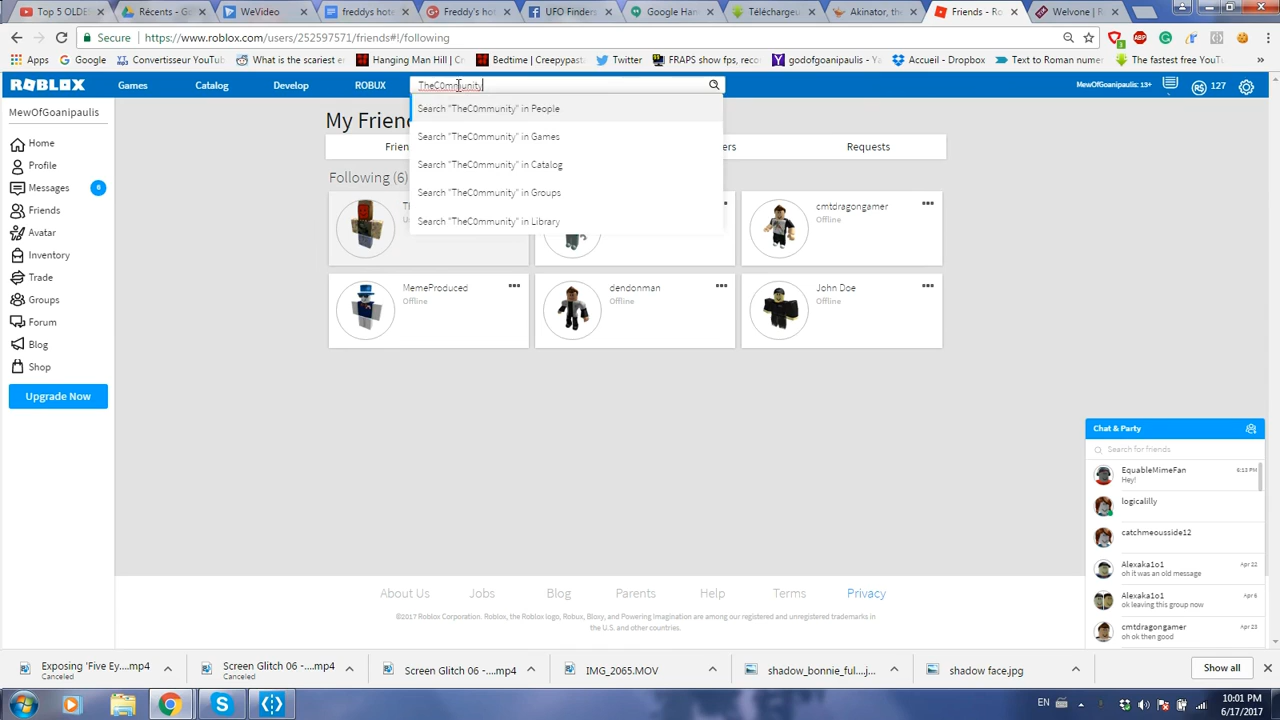 Top 5 OLDE
Récents - G
WeVideo
freddys hote
Freddy's hot
UFO Finders
Google Han
Télécharge
Akinator, th
Friends - Ro
Welvone | R
Secure
https://www.roblox.com/users/252597571/friends#!/following
Apps
Google
Convertisseur Yout
What is the scariest e
Hanging Man Hill —
Bedtime | Creepypasta
Twitter
FRAPS show fps, reco
godofgoanipaulis - Y
Accueil - Dropbox
Text to Roman numer
The best free YouTub
ROBLOX
Games
Catalog
Develop
ROBUX
TheC0mmunity
MewOfGoanipaulis: 13+
127
MewOfGoanipaulis
Home
Profile
Messages
6
Friends
Avatar
Inventory
Trade
Groups
Forum
Blog
Shop
Upgrade Now
Search "TheC0mmunity" in People
Search "TheC0mmunity" in Games
Search "TheC0mmunity" in Catalog
Search "TheC0mmunity" in Groups
Search "TheC0mmunity" in Library
My Frien
Frien
ers
Requests
Following (6)
cmtdragongamer
Offline
MemeProduced
Offline
dendonman
Offline
John Doe
Offline
Chat & Party
Search for friends
EquableMimeFan
6:13 PM
Hey!
logicalilly
catchmeousside12
Alexaka1o1
Apr 22
oh it was an old message
Alexaka1o1
Apr 6
ok leaving this group now
cmtdragongamer
Apr 23
oh ok then good
About Us
Jobs
Blog
Parents
Help
Terms
Privacy
©2017 Roblox Corporation. Roblox, the Roblox logo, Robux, Bloxy, and Powering Imagination are among our registered and unregistered trademarks
in the U.S. and other countries.
Exposing 'Five Ey....mp4
Canceled
Screen Glitch 06 -....mp4
Canceled
Screen Glitch 06 -....mp4
IMG_2065.MOV
shadow_bonnie_ful....j...
shadow face.jpg
Show all
EN
10:01 PM
6/17/2017